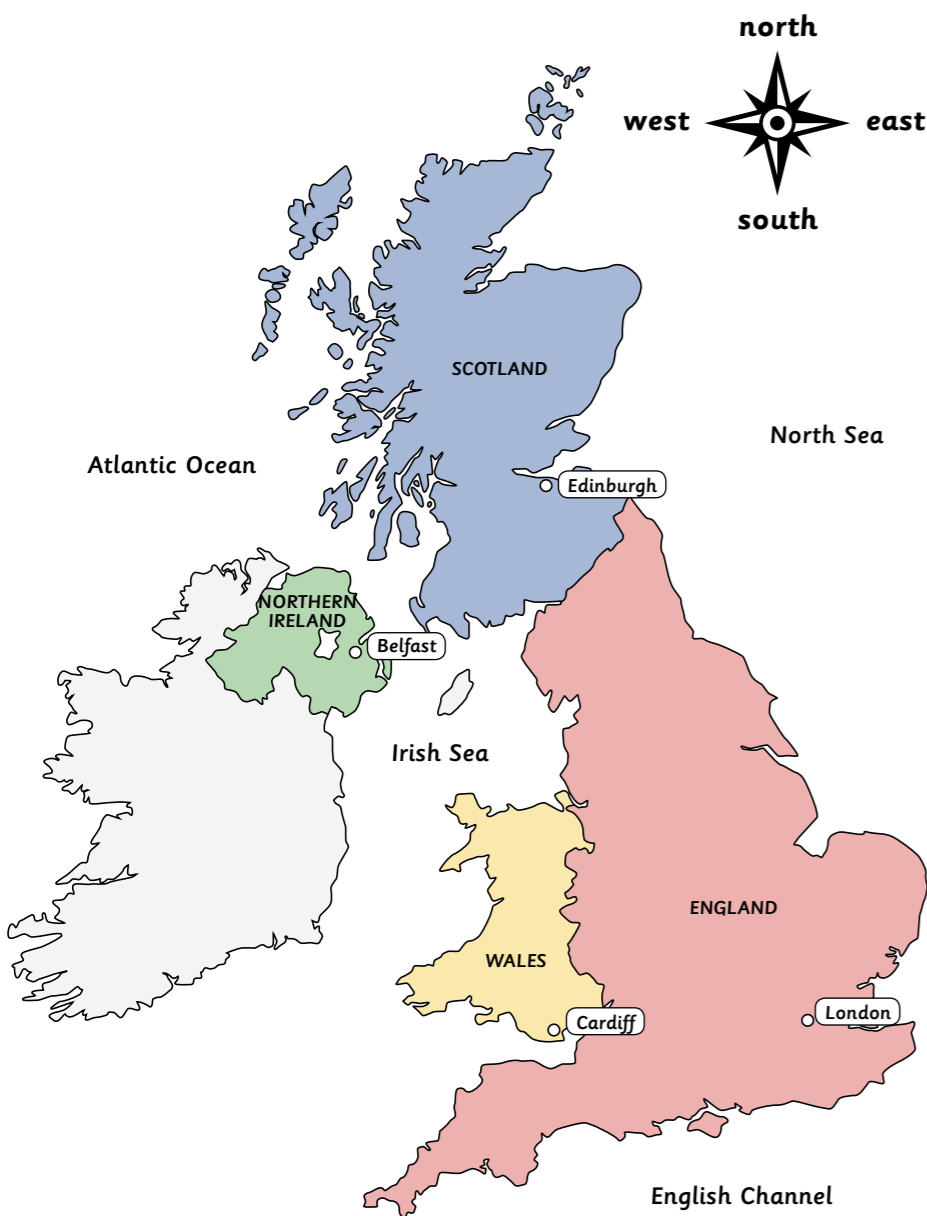 north
west
east
south
SCOTLAND
North Sea
Atlantic Ocean
Edinburgh
NORTHERN
IRELAND
Belfast
Irish Sea
ENGLAND
WALES
London
Cardiff
English Channel